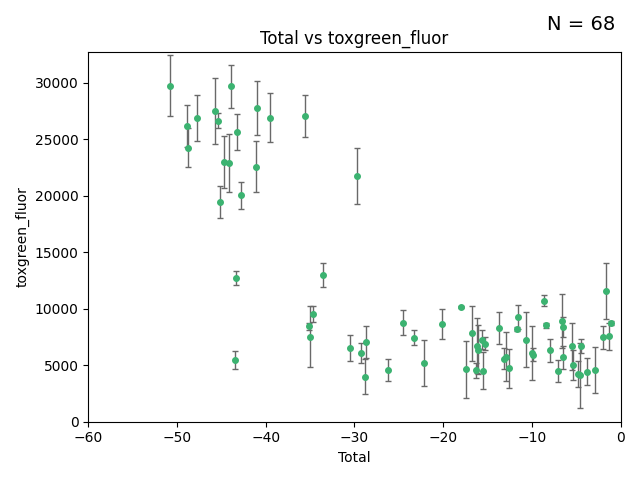 N = 68
Total vs toxgreen_fluor
30000
25000
20000
15000
10000
5000
0
toxgreen_fluor
−60 −50 −40 −30 −20 −10 0
Total